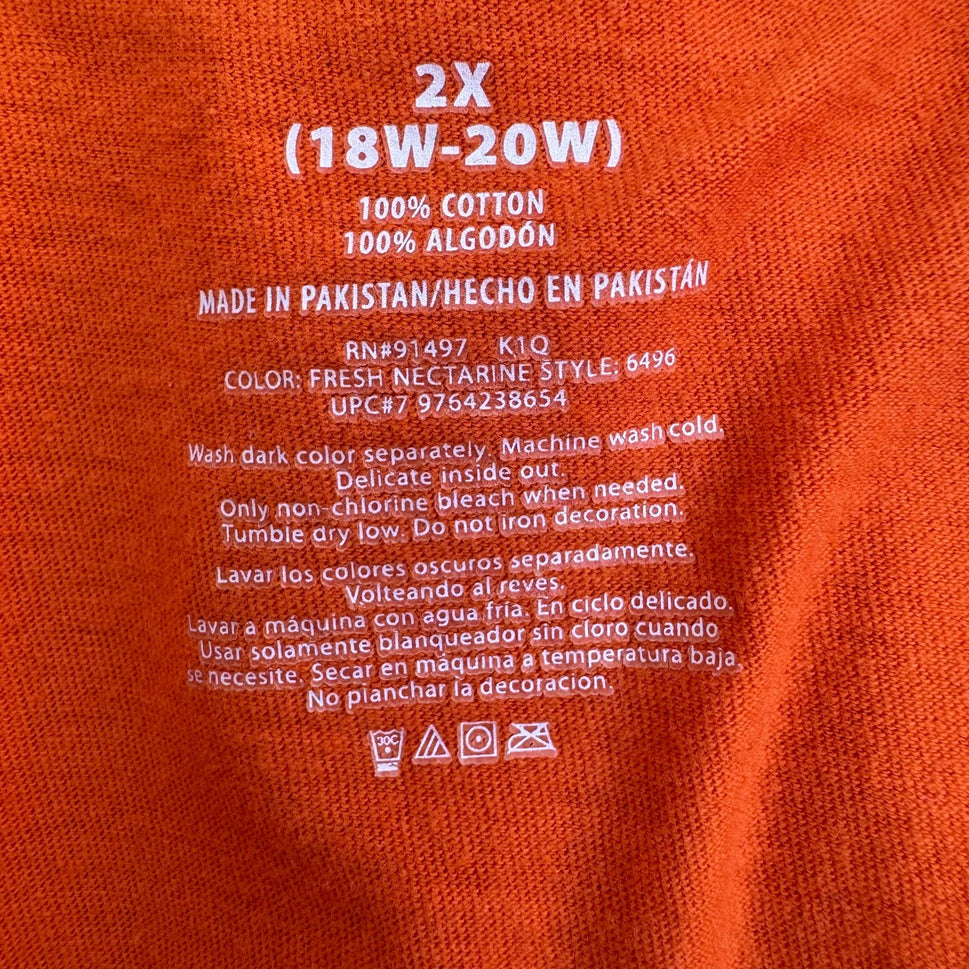 2X
(18W-20W)
100% COTTON
100% ALGODÓN
MADE IN PAKISTAN/HECHO EN PAKISTÁN
RN#91497 K1Q
COLOR: FRESH NECTARINE STYLE: 6496
UPC#7 9764238654
Wash dark color separately. Machine wash cold.
Delicate inside out.
Only non-chlorine bleach when needed.
Tumble dry low. Do not iron decoration.
Lavar los colores oscuros separadamente.
Volteando al reves.
Lavar a máquina con agua fría. En ciclo delicado.
Usar solamente blanqueador sin cloro cuando
se necesite. Secar en máquina a temperatura baja.
No planchar la decoracion.
30C